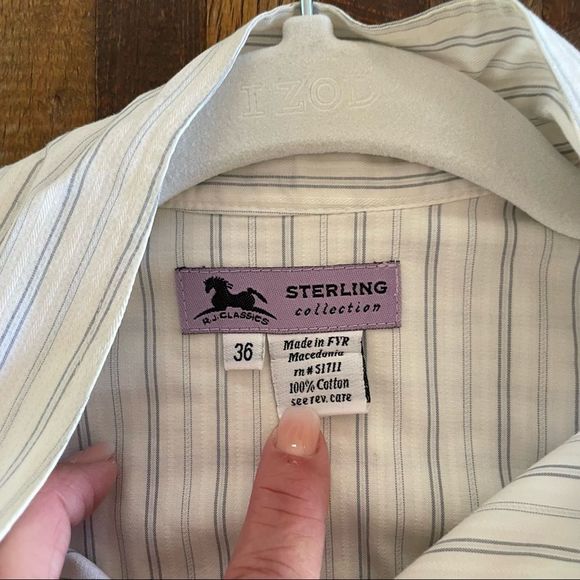 IZOD
STERLING
collection
R.J.CLASSICS
36
Made in FYR
Macedonia
rn # 51711
100% Cotton
see rev. care